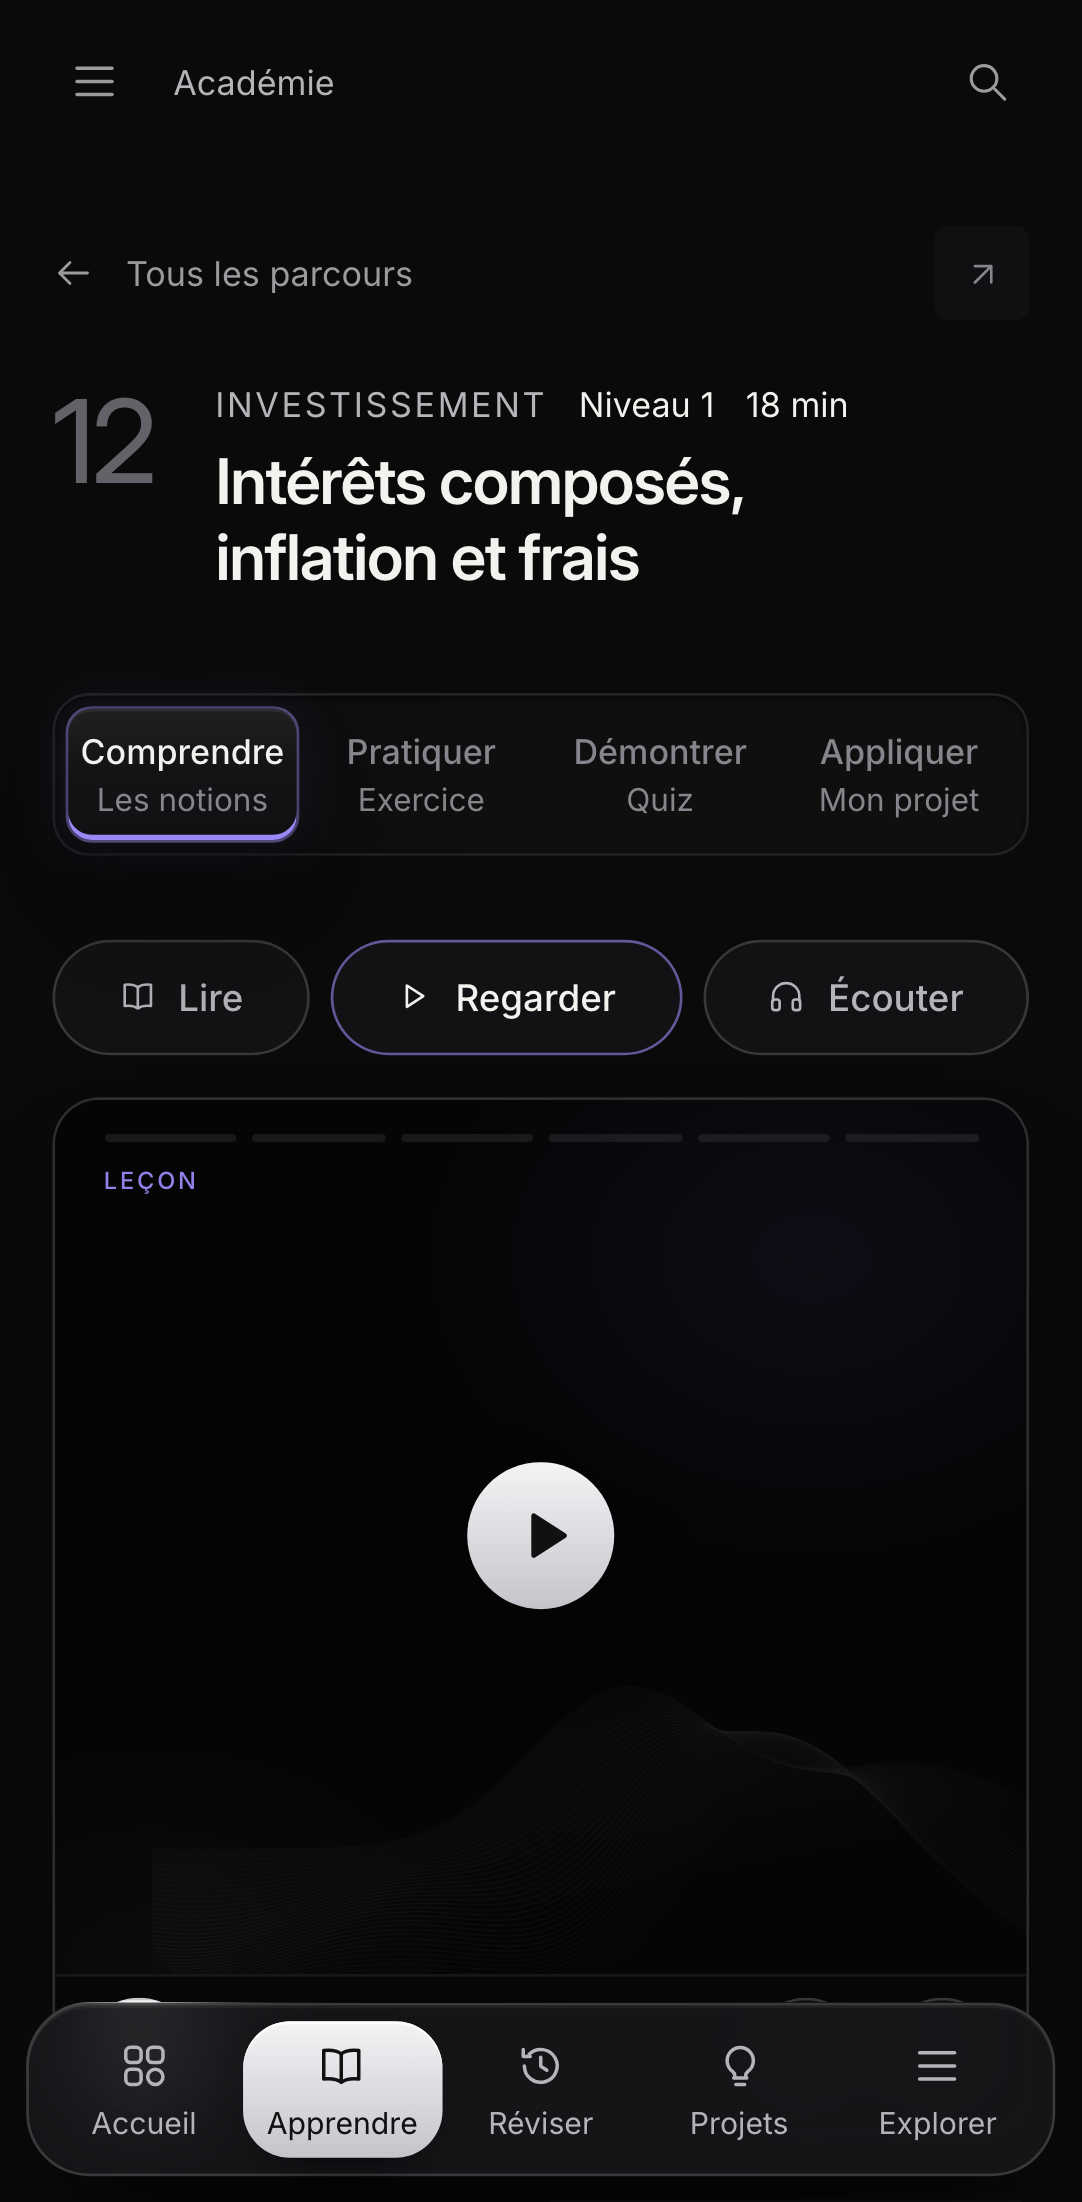 Académie
Tous les parcours
12
INVESTISSEMENT Niveau 1 18 min
Intérêts composés,
inflation et frais
Comprendre Pratiquer Démontrer Appliquer
Les notions Exercice Quiz Mon projet
Lire Regarder Écouter
LEÇON
Accueil Apprendre Réviser Projets Explorer